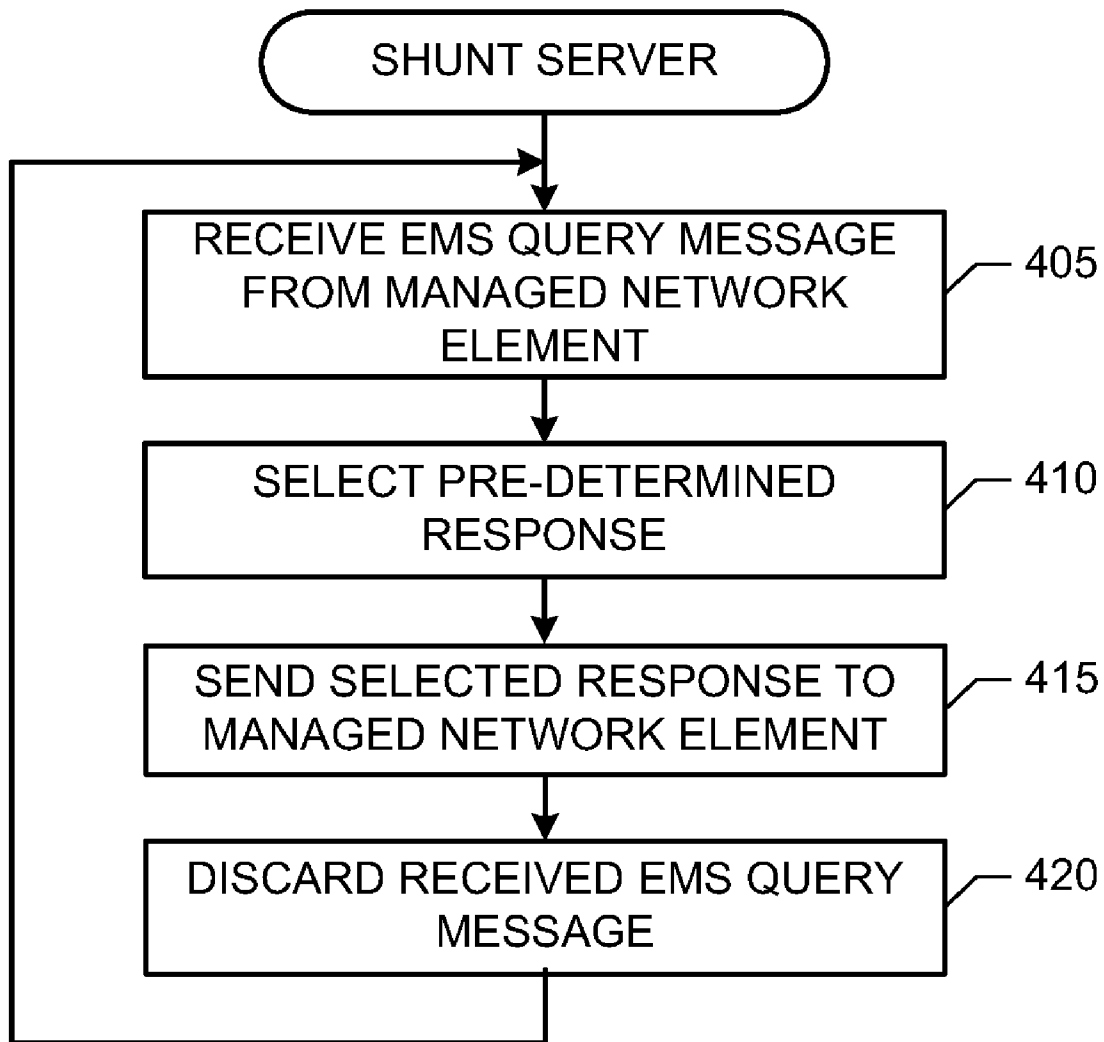 SHUNT SERVER
RECEIVE EMS QUERY MESSAGE
FROM MANAGED NETWORK
ELEMENT
405
SELECT PRE-DETERMINED
RESPONSE
410
SEND SELECTED RESPONSE TO
MANAGED NETWORK ELEMENT
415
DISCARD RECEIVED EMS QUERY
MESSAGE
420